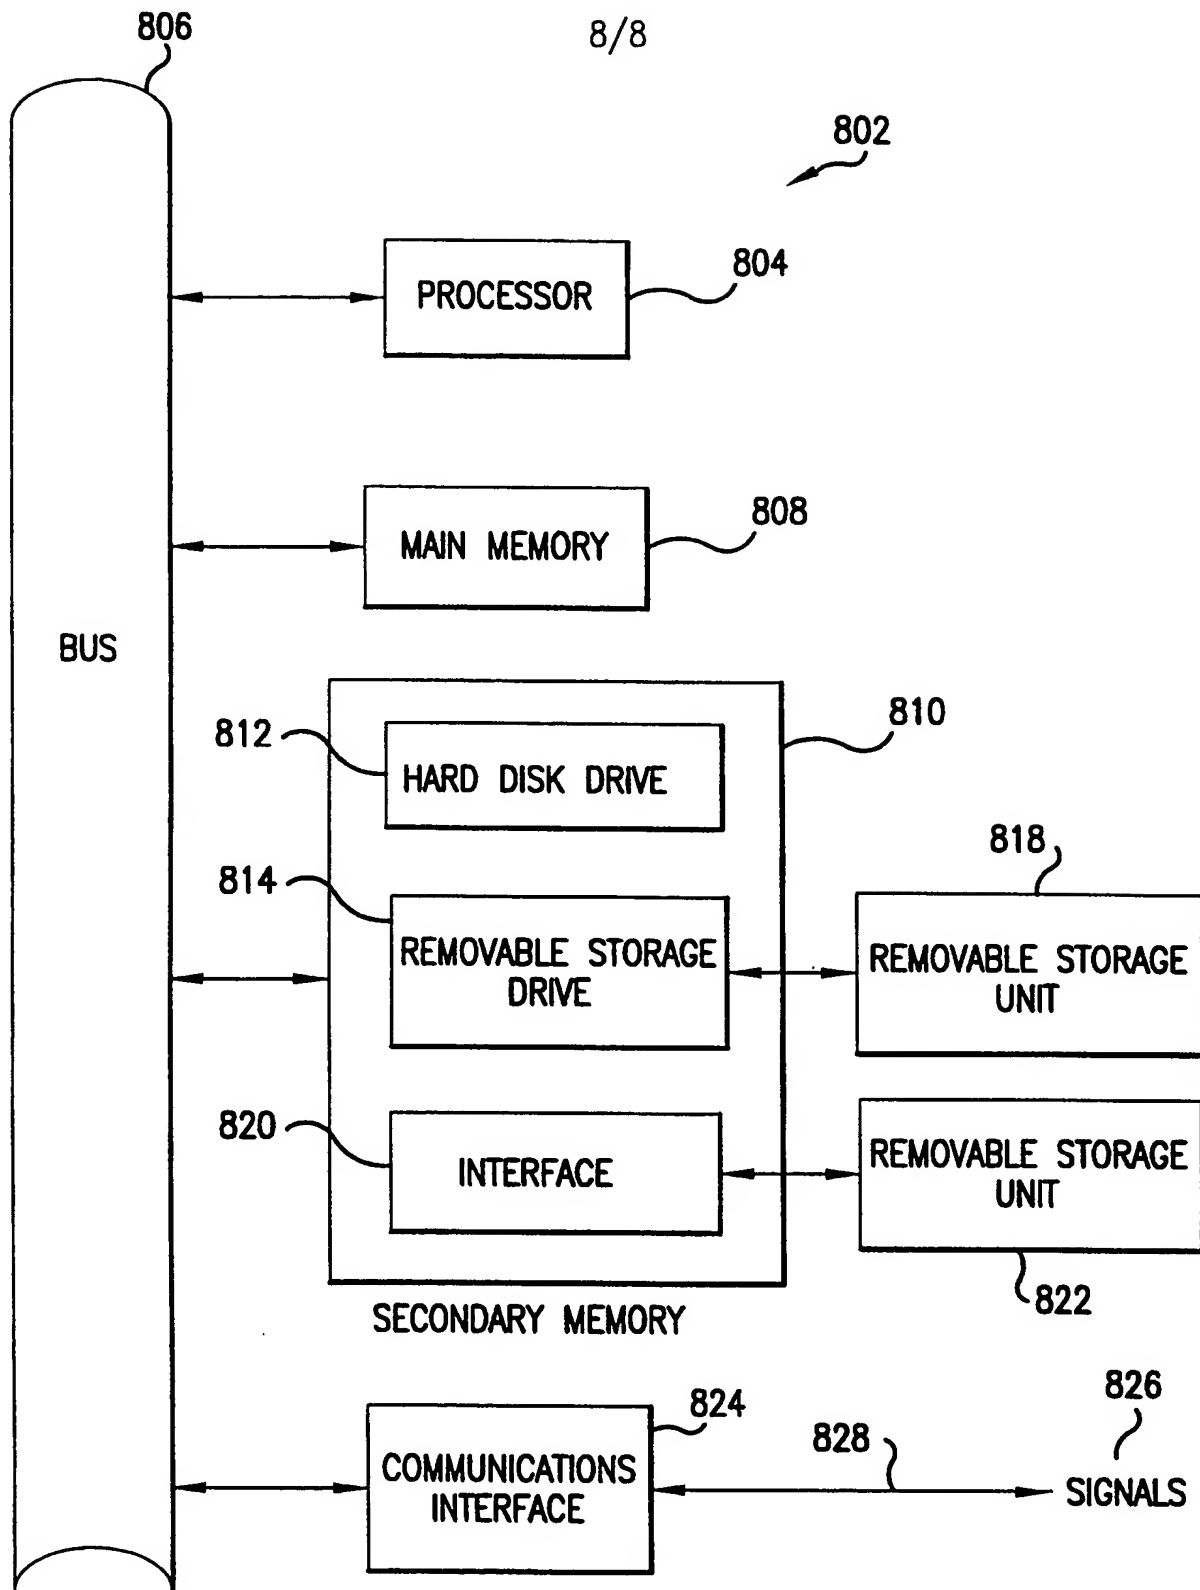 806
8/8
802
804
PROCESSOR
808
MAIN MEMORY
BUS
810
812
HARD DISK DRIVE
818
814
REMOVABLE STORAGE
DRIVE
REMOVABLE STORAGE
UNIT
820
INTERFACE
REMOVABLE STORAGE
UNIT
822
SECONDARY MEMORY
824
826
828
COMMUNICATIONS
INTERFACE
SIGNALS